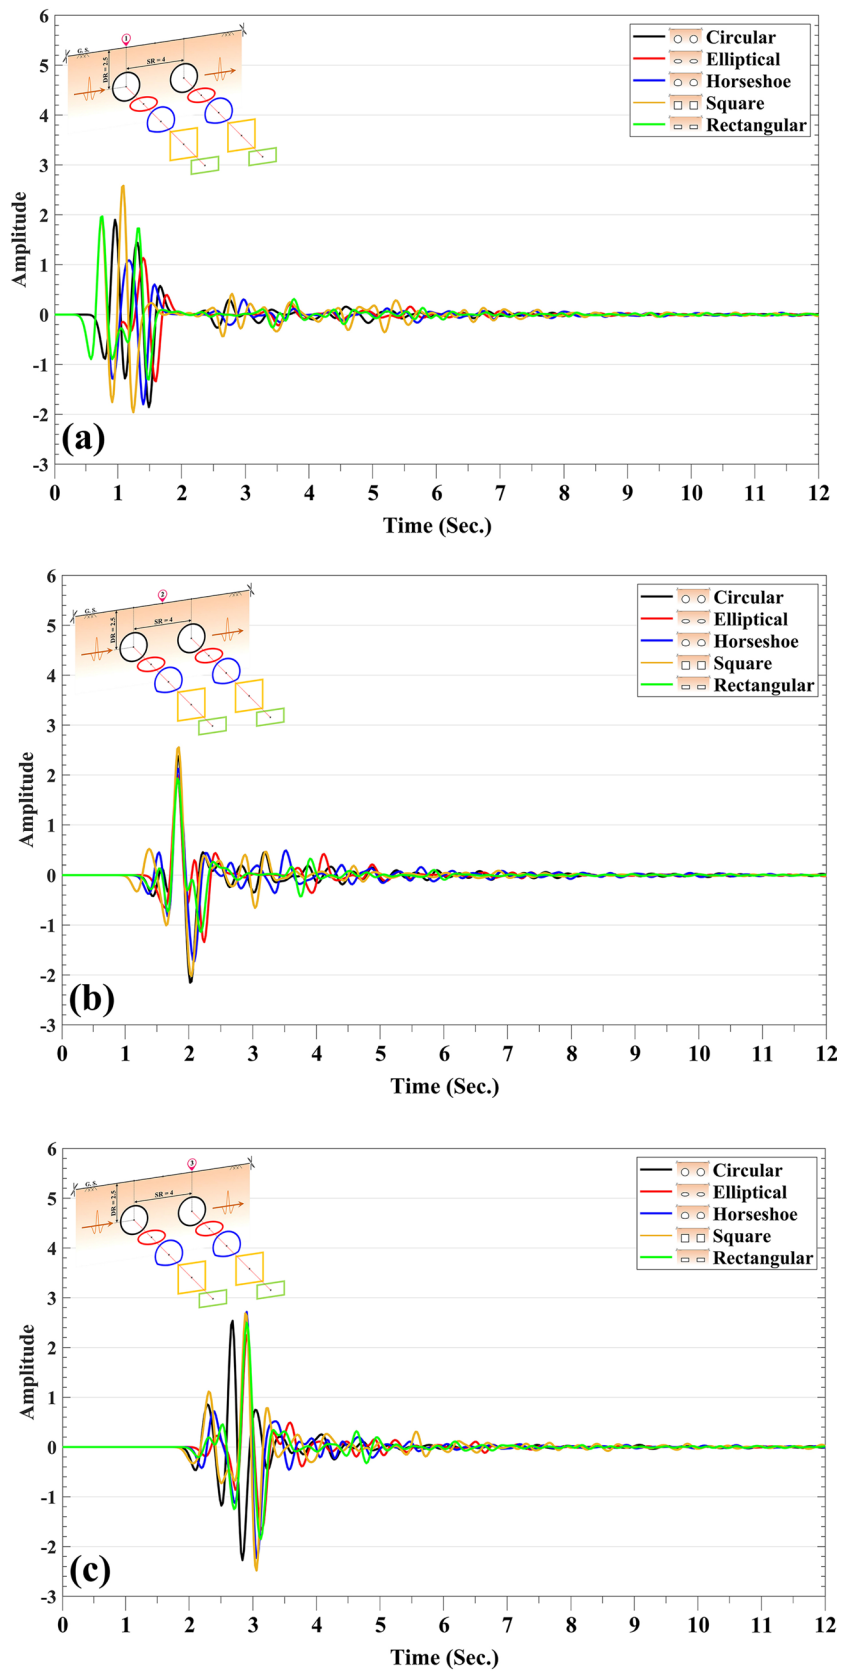 6
5
4
3
2
1
0
-1
-2
-3
Amplitude
G. S.
1
DR = 2.5
SR = 4
Circular
Elliptical
Horseshoe
Square
Rectangular
(a)
0 1 2 3 4 5 6 7 8 9 10 11 12
Time (Sec.)
6
5
4
3
2
1
0
-1
-2
-3
Amplitude
G. S.
2
DR = 2.5
SR = 4
Circular
Elliptical
Horseshoe
Square
Rectangular
(b)
0 1 2 3 4 5 6 7 8 9 10 11 12
Time (Sec.)
6
5
4
3
2
1
0
-1
-2
-3
Amplitude
G. S.
3
DR = 2.5
SR = 4
Circular
Elliptical
Horseshoe
Square
Rectangular
(c)
0 1 2 3 4 5 6 7 8 9 10 11 12
Time (Sec.)